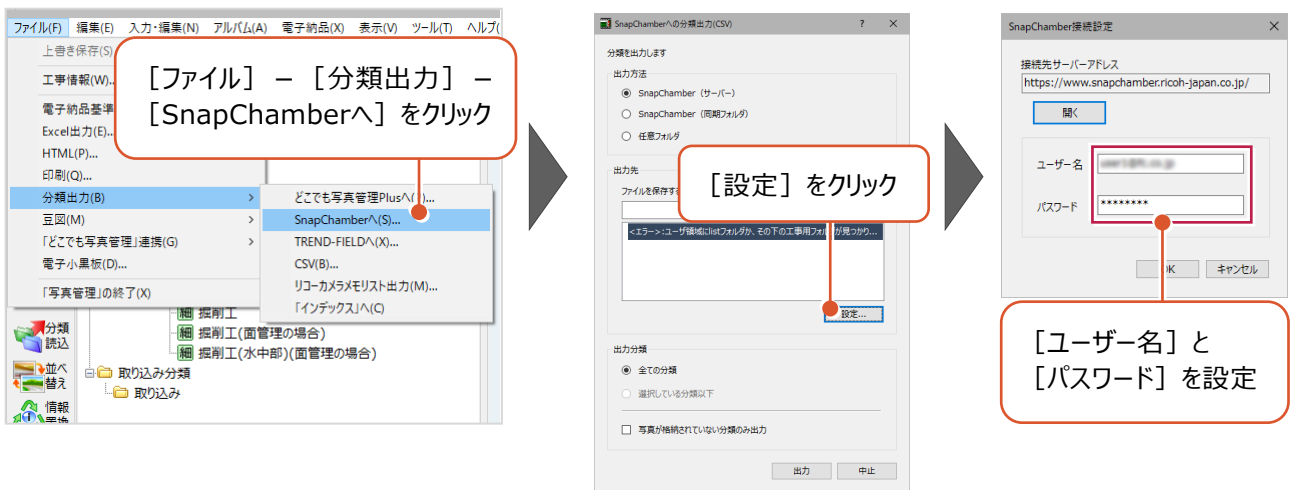 ファイル(F) 編集(E) 入力・編集(N) アルバム(A) 電子納品(X) 表示(V) ツール(T) ヘルプ(
上書き保存(S)
工事情報(W)...
電子納品基準
Excel出力(E)...
HTML(P)...
印刷(Q)...
分類出力(B)
豆図(M)
「どこでも写真管理」連携(G)
電子小黒板(D)...
「写真管理」の終了(X)
［ファイル］ － ［分類出力］ －
［SnapChamberへ］をクリック
どこでも写真管理Plusへ
SnapChamberへ(S)...
TREND-FIELDへ(X)...
CSV(B)...
リコーカメラメモリスト出力(M)...
「インデックス」へ(C)
細 掘削工
細 掘削工(面管理の場合)
細 掘削工(水中部)(面管理の場合)
取り込み分類
取り込み
分類
読込
並べ
替え
情報
SnapChamberへの分類出力(CSV) ? ×
分類を出力します
出力方法
SnapChamber（サーバー）
SnapChamber（同期フォルダ）
任意フォルダ
出力先
ファイルを保存す
［設定］をクリック
<エラー>:ユーザ領域にlistフォルダか、その下の工事用フォル が見つかり...
設定...
出力分類
全ての分類
選択している分類以下
写真が格納されていない分類のみ出力
出力 中止
SnapChamber接続設定 ×
接続先サーバーアドレス
https://www.snapchamber.ricoh-japan.co.jp/
開く
ユーザー名
パスワード ********
OK キャンセル
［ユーザー名］と
［パスワード］を設定